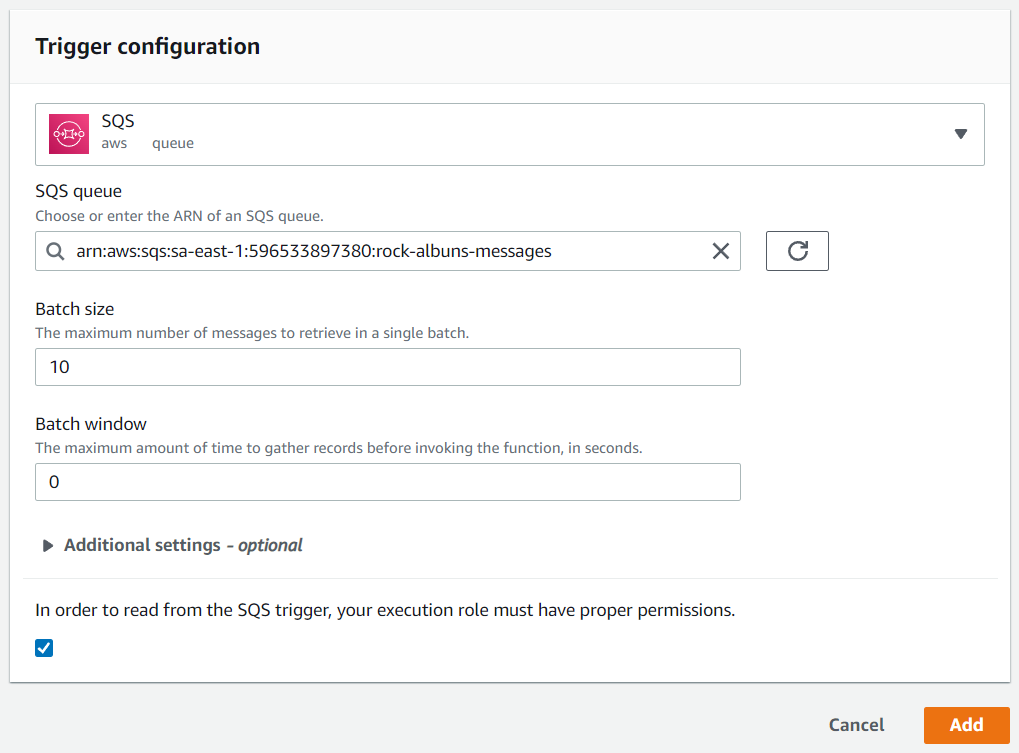 Trigger configuration
SQS
aws queue
SQS queue
Choose or enter the ARN of an SQS queue.
arn:aws:sqs:sa-east-1:596533897380:rock-albuns-messages
Batch size
The maximum number of messages to retrieve in a single batch.
10
Batch window
The maximum amount of time to gather records before invoking the function, in seconds.
0
Additional settings - optional
In order to read from the SQS trigger, your execution role must have proper permissions.
Cancel Add